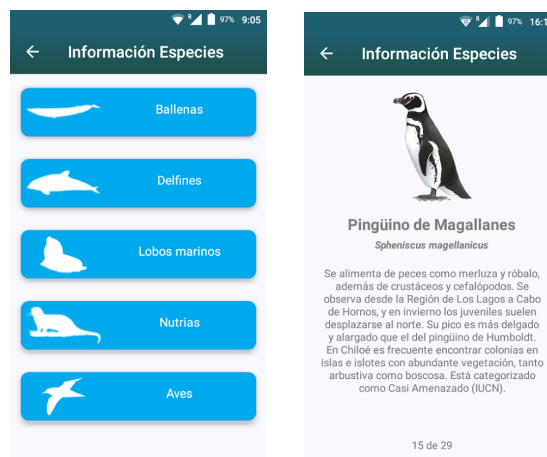 R 97% 9:05
Información Especies
Ballenas
Delfines
Lobos marinos
Nutrias
Aves
R 97% 16:1
Información Especies
Pingüino de Magallanes
Spheniscus magellanicus
Se alimenta de peces como merluza y róbalo,
además de crustáceos y cefalópodos. Se
observa desde la Región de Los Lagos a Cabo
de Hornos, y en invierno los juveniles suelen
desplazarse al norte. Su pico es más delgado
y alargado que el del pingüino de Humboldt.
En Chiloé es frecuente encontrar colonias en
islas e islotes con abundante vegetación, tanto
arbustiva como boscosa. Está categorizado
como Casi Amenazado (IUCN).
15 de 29